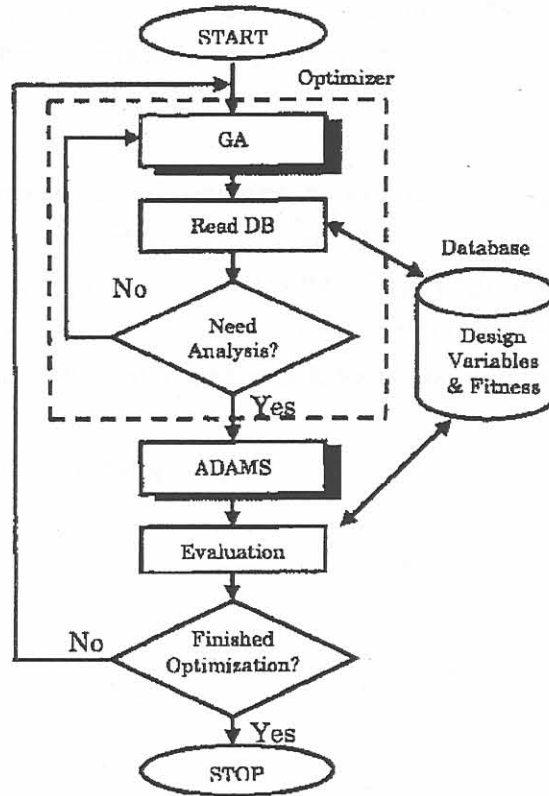 START
Optimizer
GA
Read DB
Database
No
Need
Analysis?
Design
Variables
& Fitness
Yes
ADAMS
Evaluation
No
Finished
Optimization?
Yes
STOP